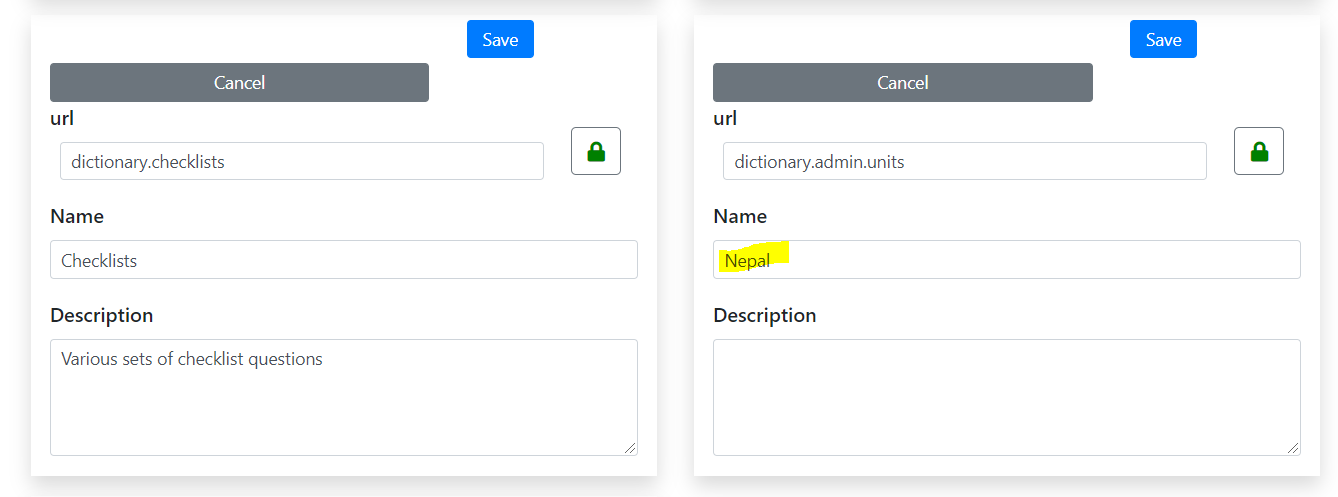 Save
Cancel
url
dictionary.checklists
Name
Checklists
Description
Various sets of checklist questions
Save
Cancel
url
dictionary.admin.units
Name
Nepal
Description